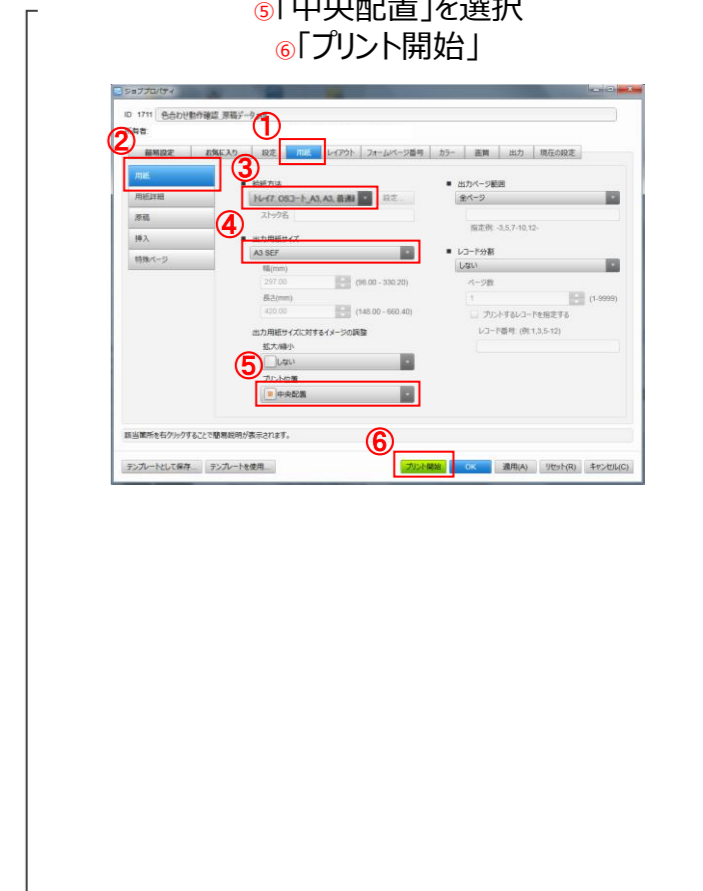 ⑤「中央配置」を選択
⑥「プリント開始」
ジョブプロパティ
ID 1711 色合わせ動作確認_原稿データ
所有者:
① ②
簡易設定 お気に入り 設定 用紙 レイアウト フォームページ番号 カラー 画質 出力 現在の設定
③
用紙
用紙詳細
原稿
挿入
特殊ページ
■ 給紙方法
トレイ7. OSコート_A3, A3, 普通 設定...
ストック名
④
■ 出力用紙サイズ
A3 SEF
幅(mm)
297.00 (98.00 - 330.20)
長さ(mm)
420.00 (148.00 - 660.40)
出力用紙サイズに対するイメージの調整
拡大/縮小
しない
⑤
プリント位置
中央配置
■ 出力ページ範囲
全ページ
指定例: -3,5,7-10,12-
■ レコード分割
しない
ページ数
1 (1-9999)
プリントするレコードを指定する
レコード番号: (例:1,3,5-12)
該当箇所を右クリックすることで簡易説明が表示されます。
⑥
テンプレートとして保存... テンプレートを使用... プリント開始 OK 適用(A) リセット(R) キャンセル(C)